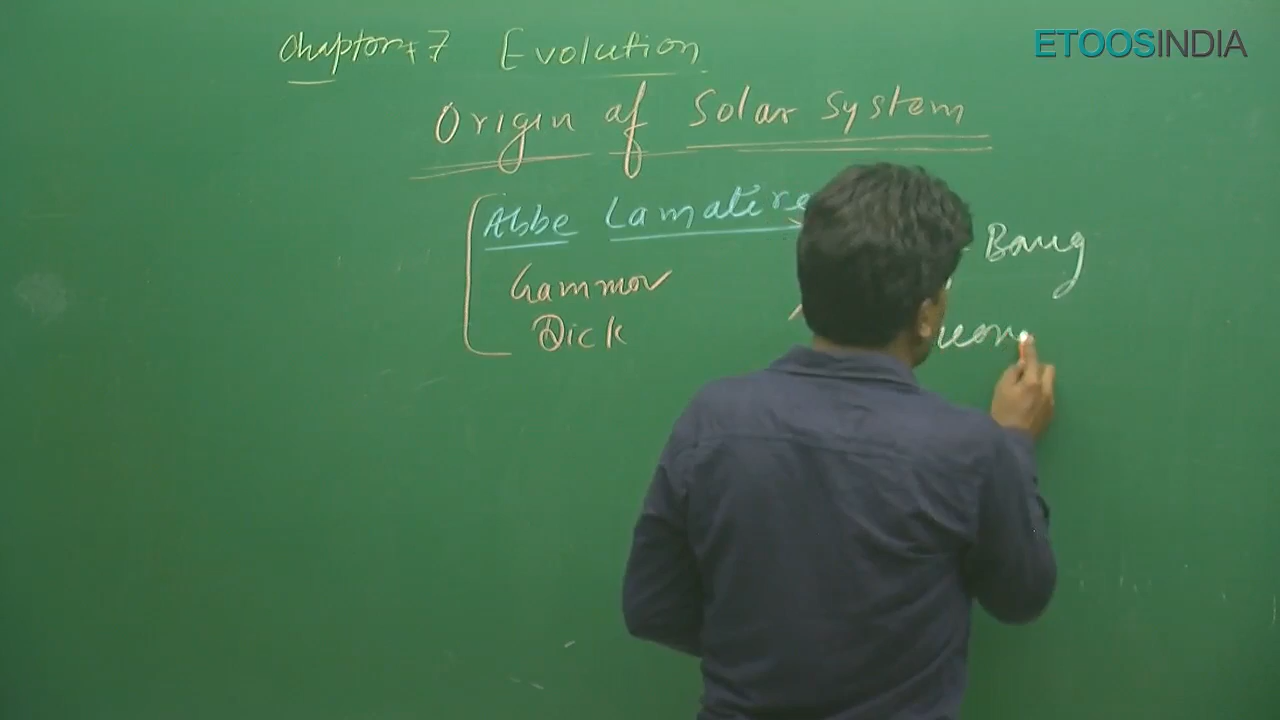 ETOOSINDIA
Chapter 7 Evolution
Origin of Solar System
Abbe Lamatire
Bang
Gammov
Dick